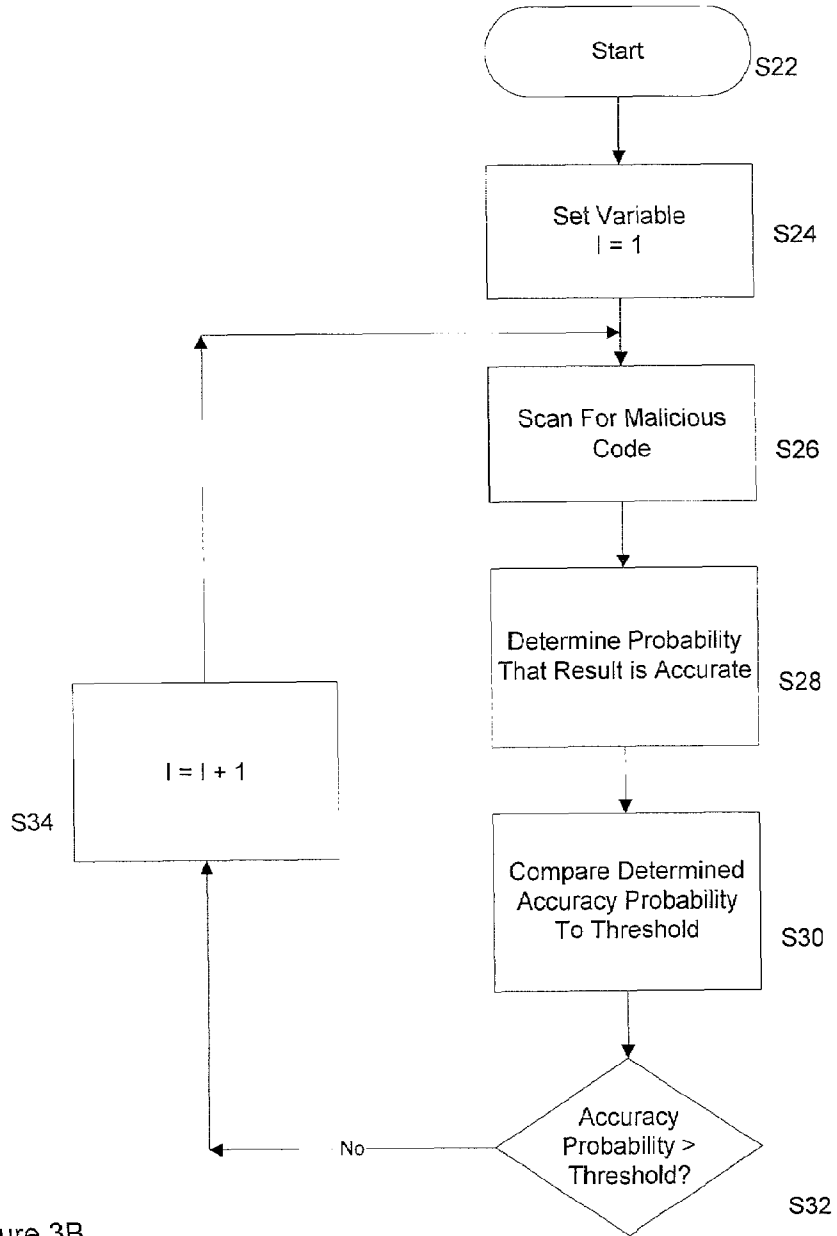 Start
S22
Set Variable
I = 1
S24
Scan For Malicious
Code
S26
Determine Probability
That Result is Accurate
S28
I = I + 1
S34
Compare Determined
Accuracy Probability
To Threshold
S30
Accuracy
Probability >
Threshold?
No
S32
ure 3B